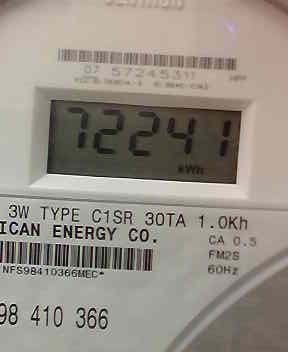 07 57245311
72241
kWh
3W TYPE C1SR 30TA 1.0Kh
ICAN ENERGY CO.
CA 0.5
FM2S
60Hz
NFS98410366MEC*
98 410 366